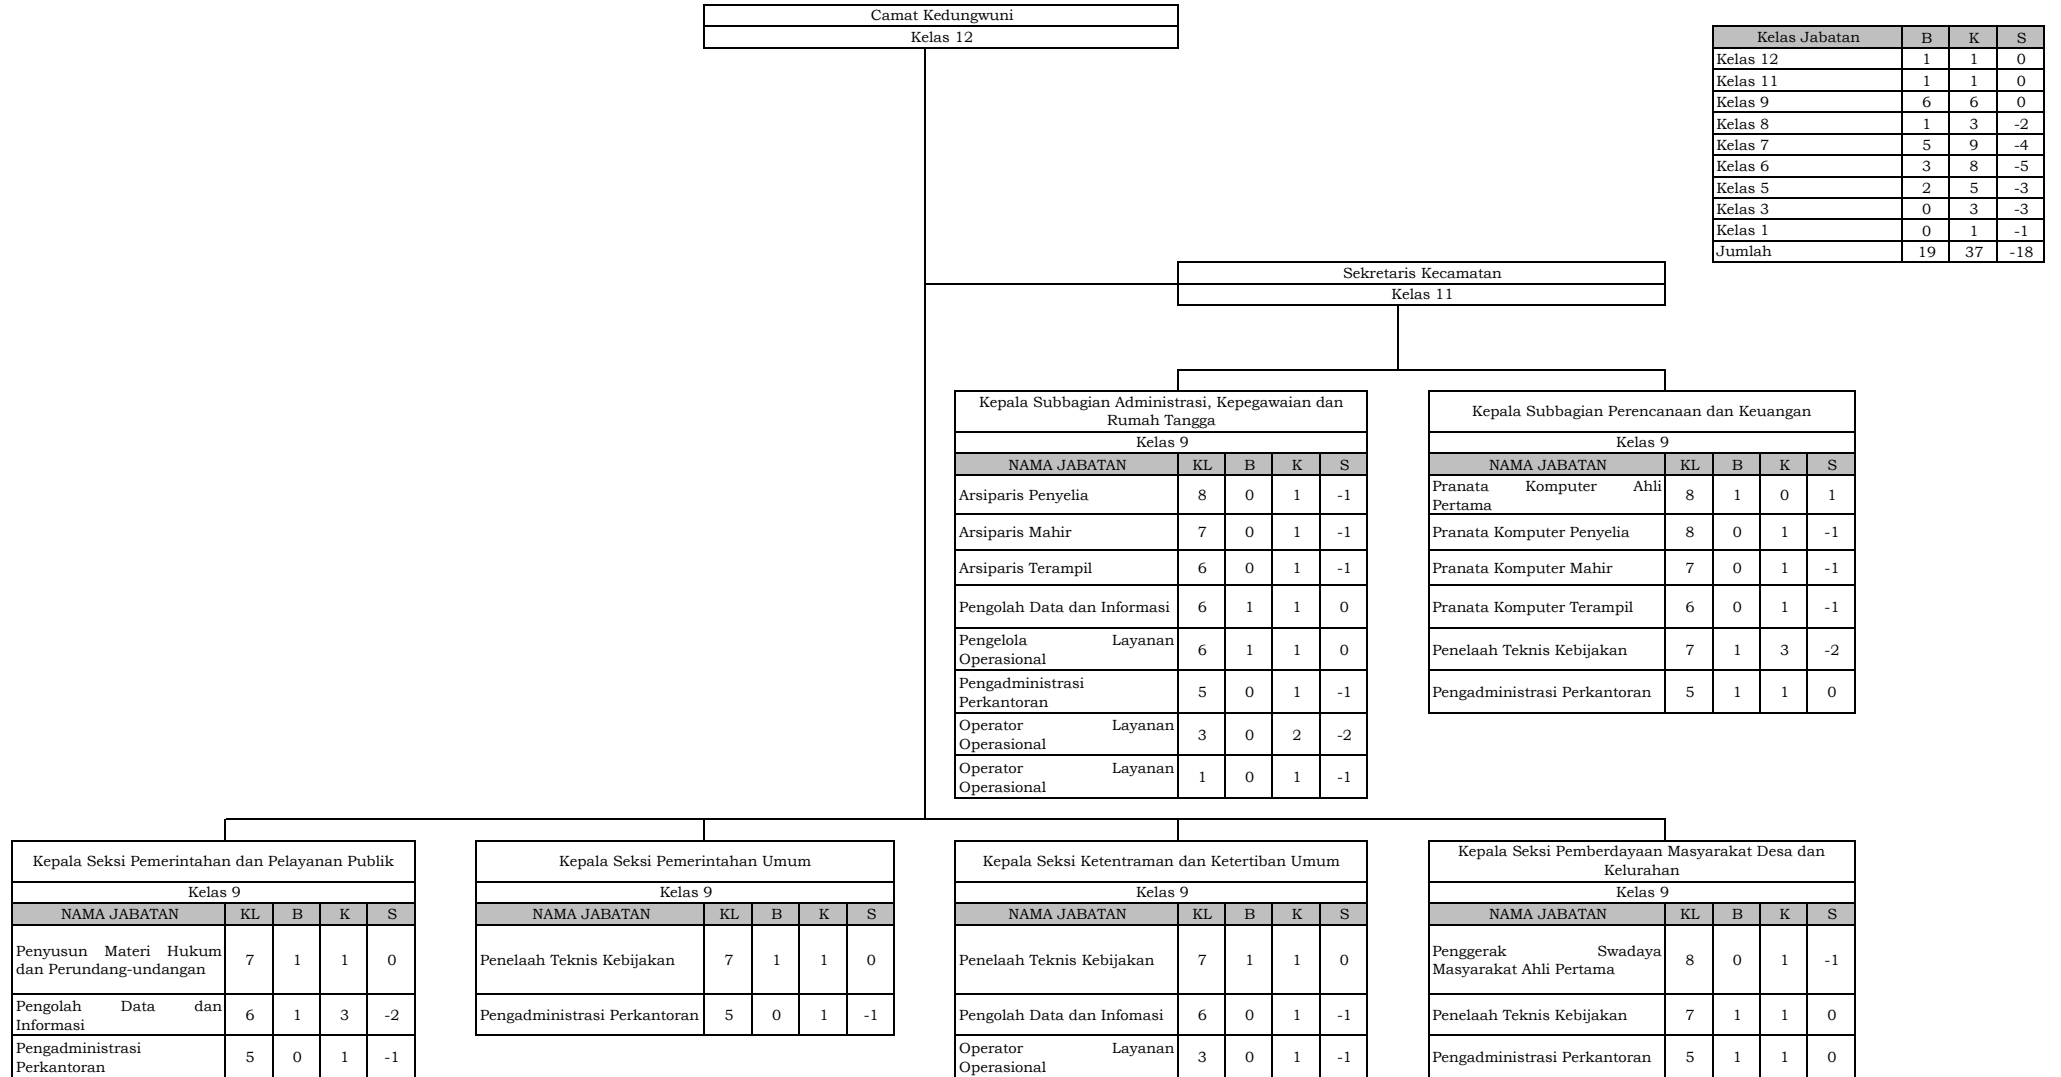 Camat Kedungwuni
Kelas 12
Kelas Jabatan B K S
Kelas 12 1 1 0
Kelas 11 1 1 0
Kelas 9 6 6 0
Kelas 8 1 3 -2
Kelas 7 5 9 -4
Kelas 6 3 8 -5
Kelas 5 2 5 -3
Kelas 3 0 3 -3
Kelas 1 0 1 -1
Jumlah 19 37 -18
Sekretaris Kecamatan
Kelas 11
Kepala Subbagian Administrasi, Kepegawaian dan
Rumah Tangga
Kelas 9
NAMA JABATAN KL B K S
Arsiparis Penyelia 8 0 1 -1
Arsiparis Mahir 7 0 1 -1
Arsiparis Terampil 6 0 1 -1
Pengolah Data dan Informasi 6 1 1 0
Pengelola Layanan
Operasional 6 1 1 0
Pengadministrasi
Perkantoran 5 0 1 -1
Operator Layanan
Operasional 3 0 2 -2
Operator Layanan
Operasional 1 0 1 -1
Kepala Subbagian Perencanaan dan Keuangan
Kelas 9
NAMA JABATAN KL B K S
Pranata Komputer Ahli
Pertama 8 1 0 1
Pranata Komputer Penyelia 8 0 1 -1
Pranata Komputer Mahir 7 0 1 -1
Pranata Komputer Terampil 6 0 1 -1
Penelaah Teknis Kebijakan 7 1 3 -2
Pengadministrasi Perkantoran 5 1 1 0
Kepala Seksi Pemerintahan dan Pelayanan Publik
Kelas 9
NAMA JABATAN KL B K S
Penyusun Materi Hukum
dan Perundang-undangan 7 1 1 0
Pengolah Data dan
Informasi 6 1 3 -2
Pengadministrasi
Perkantoran 5 0 1 -1
Kepala Seksi Pemerintahan Umum
Kelas 9
NAMA JABATAN KL B K S
Penelaah Teknis Kebijakan 7 1 1 0
Pengadministrasi Perkantoran 5 0 1 -1
Kepala Seksi Ketentraman dan Ketertiban Umum
Kelas 9
NAMA JABATAN KL B K S
Penelaah Teknis Kebijakan 7 1 1 0
Pengolah Data dan Infomasi 6 0 1 -1
Operator Layanan
Operasional 3 0 1 -1
Kepala Seksi Pemberdayaan Masyarakat Desa dan
Kelurahan
Kelas 9
NAMA JABATAN KL B K S
Penggerak Swadaya
Masyarakat Ahli Pertama 8 0 1 -1
Penelaah Teknis Kebijakan 7 1 1 0
Pengadministrasi Perkantoran 5 1 1 0